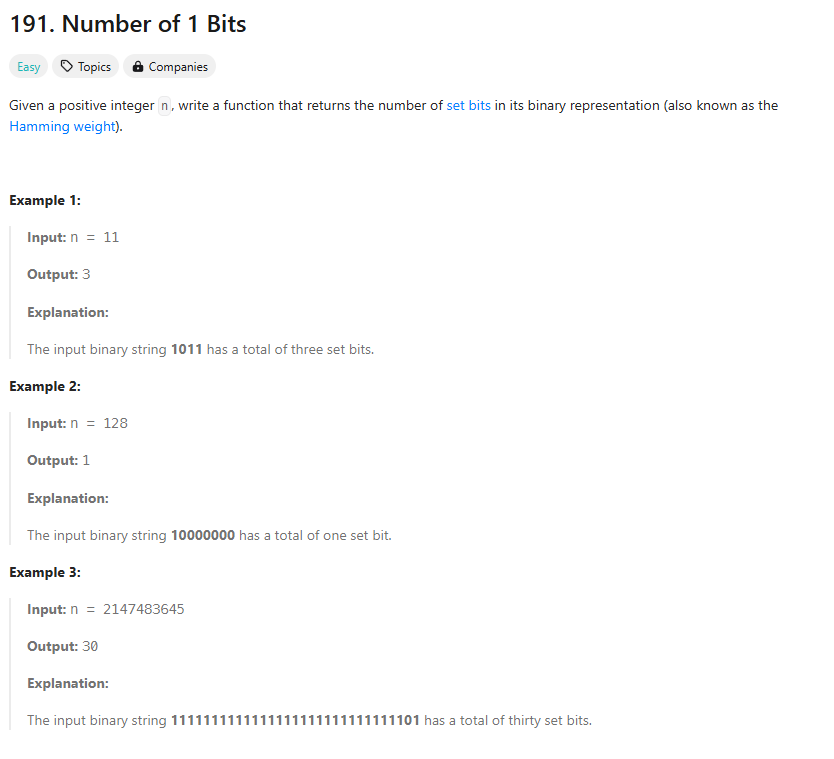 191. Number of 1 Bits
Easy Topics Companies
Given a positive integer n, write a function that returns the number of set bits in its binary representation (also known as the
Hamming weight).
Example 1:
Input: n = 11
Output: 3
Explanation:
The input binary string 1011 has a total of three set bits.
Example 2:
Input: n = 128
Output: 1
Explanation:
The input binary string 10000000 has a total of one set bit.
Example 3:
Input: n = 2147483645
Output: 30
Explanation:
The input binary string 1111111111111111111111111111101 has a total of thirty set bits.